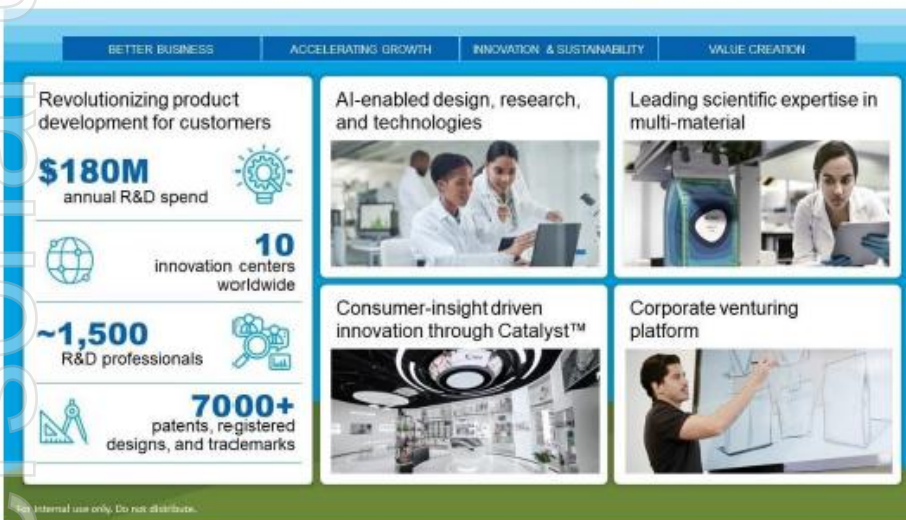 BETTER BUSINESS
ACCELERATING GROWTH
INNOVATION & SUSTAINABILITY
VALUE CREATION
Revolutionizing product
development for customers
$180M
annual R&D spend
10
innovation centers
worldwide
~1,500
R&D professionals
7000+
patents, registered
designs, and trademarks
AI-enabled design, research,
and technologies
Leading scientific expertise in
multi-material
Consumer-insight driven
innovation through Catalyst™
Corporate venturing
platform
For Internal use only. Do not distribute.